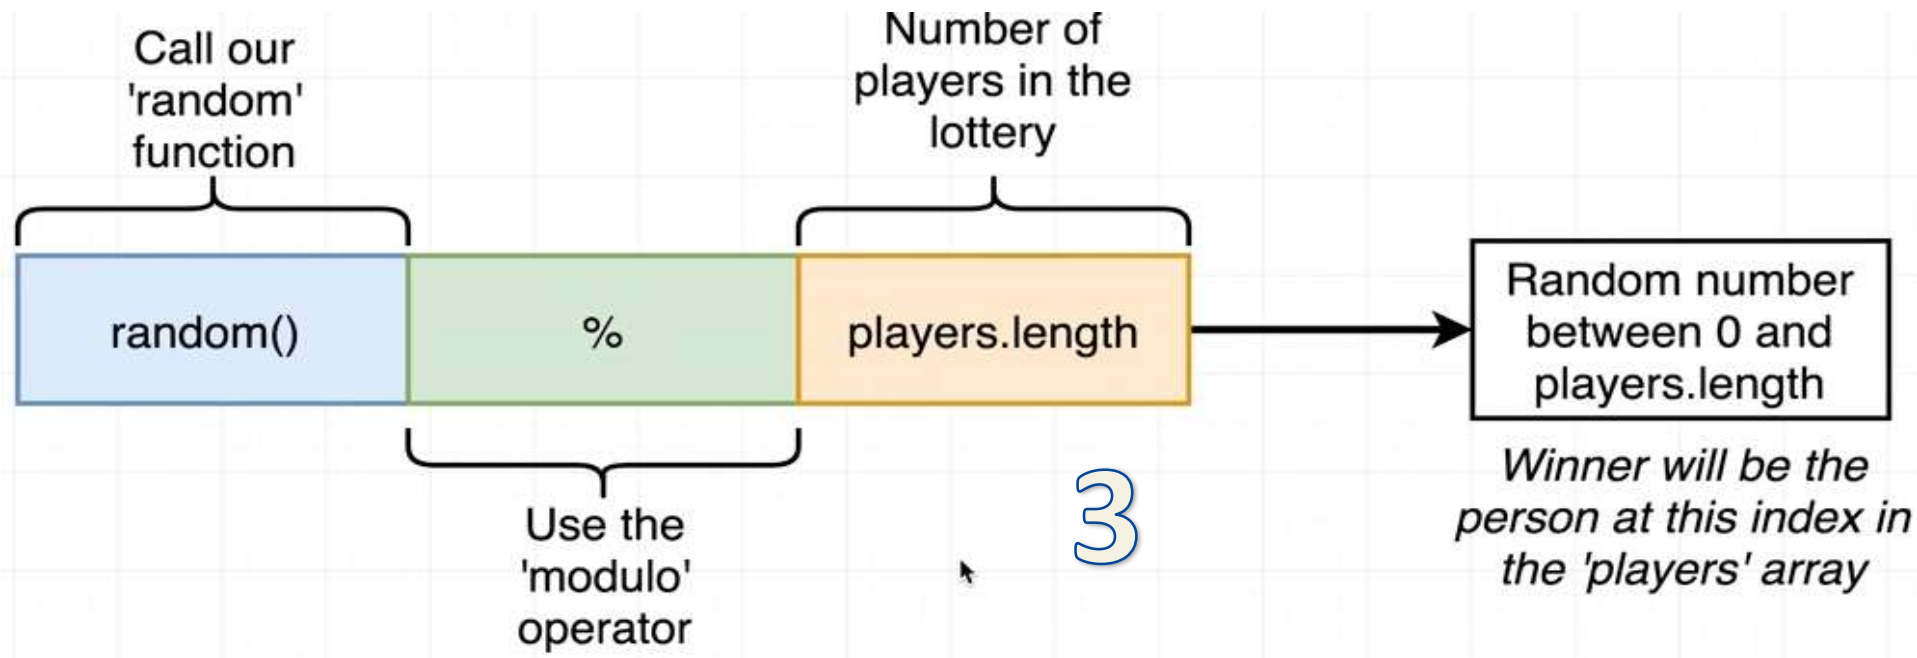 Call our
'random'
function
Number of
players in the
lottery
random()
%
players.length
Random number
between 0 and
players.length
Use the
'modulo'
operator
3
Winner will be the
person at this index in
the 'players' array